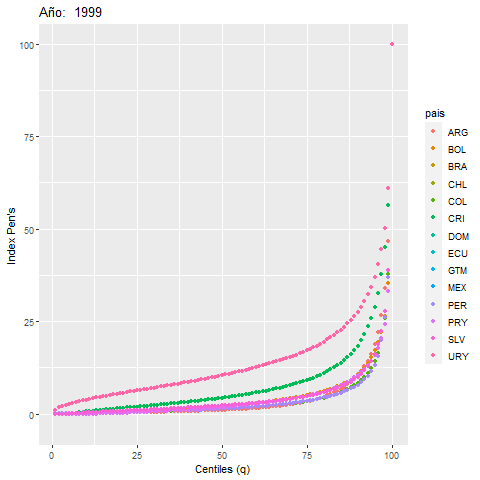 Año: 1999
Index Pen's
100
75
50
25
0
0 25 50 75 100
Centiles (q)
pais
ARG
BOL
BRA
CHL
COL
CRI
DOM
ECU
GTM
MEX
PER
PRY
SLV
URY